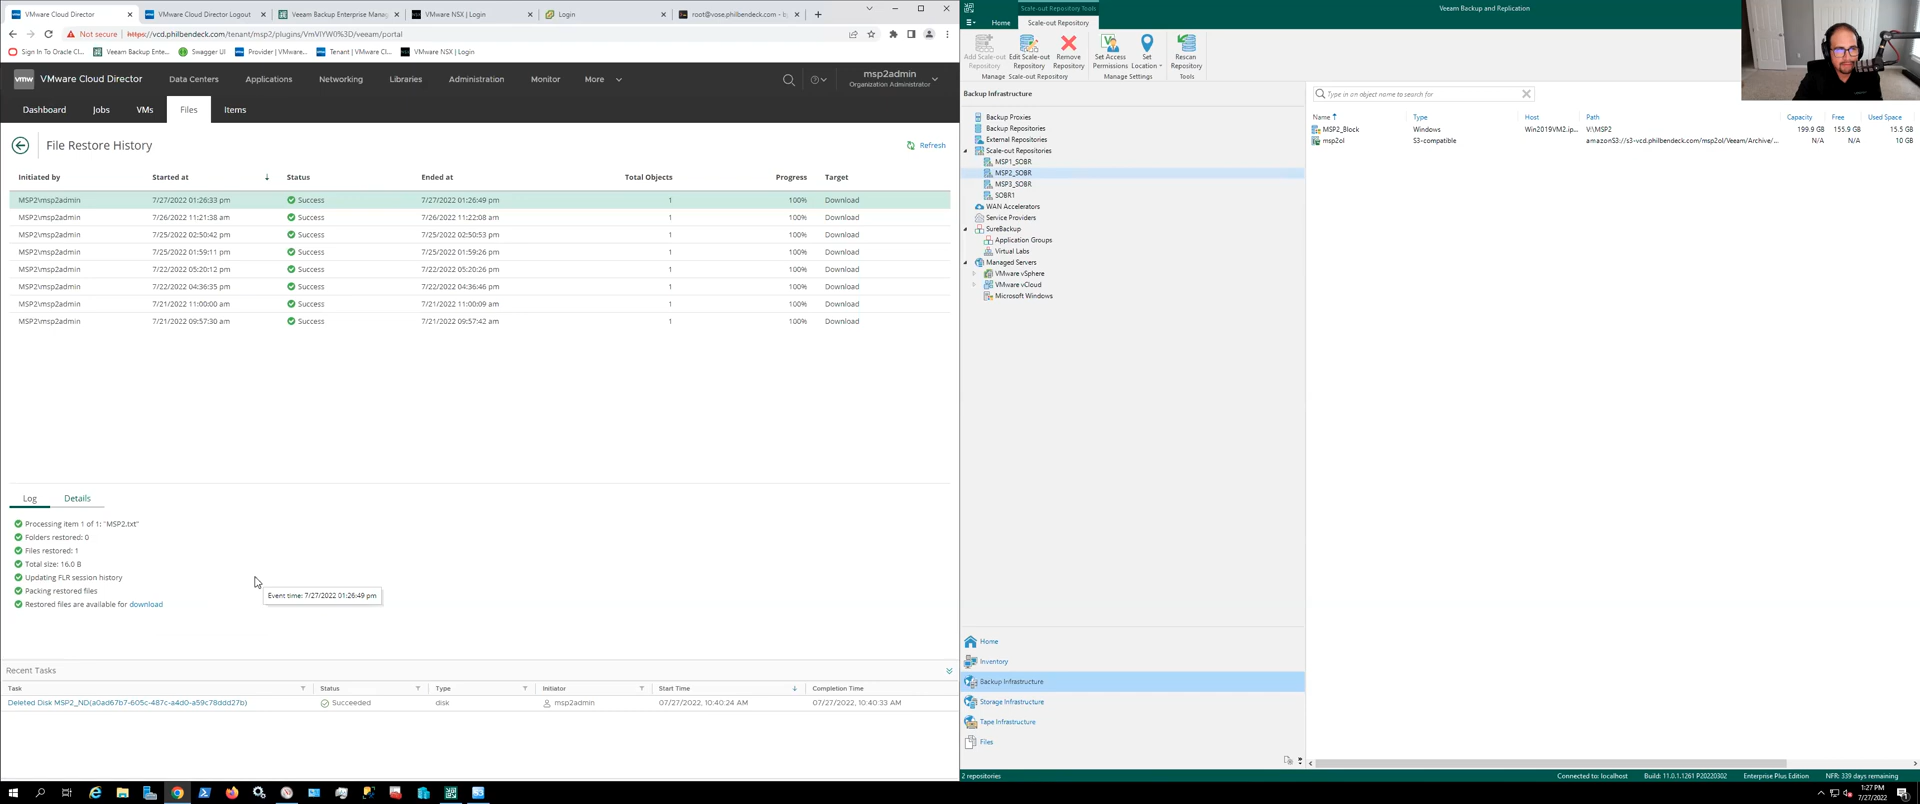 VMware Cloud Director
VMware Cloud Director Logout
Veeam Backup Enterprise Mana
VMware NSX | Login
Login
root@vose.philbendeck.com - b
Not secure
https://vcd.philbendeck.com/tenant/msp2/plugins/VmVlYW0%3D/veeam/portal
Sign In To Oracle Cl...
Veeam Backup Ente...
Swagger UI
Provider | VMware...
Tenant | VMware Cl...
VMware NSX | Login
vmw
VMware Cloud Director
Data Centers
Applications
Networking
Libraries
Administration
Monitor
More
msp2admin
Organization Administrator
Dashboard
Jobs
VMs
Files
Items
File Restore History
Refresh
Initiated by Started at Status Ended at Total Objects Progress Target
MSP2\msp2admin 7/27/2022 01:26:33 pm Success 7/27/2022 01:26:49 pm 1 100% Download
MSP2\msp2admin 7/26/2022 11:21:38 am Success 7/26/2022 11:22:08 am 1 100% Download
MSP2\msp2admin 7/25/2022 02:50:42 pm Success 7/25/2022 02:50:53 pm 1 100% Download
MSP2\msp2admin 7/25/2022 01:59:11 pm Success 7/25/2022 01:59:26 pm 1 100% Download
MSP2\msp2admin 7/22/2022 05:20:12 pm Success 7/22/2022 05:20:26 pm 1 100% Download
MSP2\msp2admin 7/22/2022 04:36:35 pm Success 7/22/2022 04:36:46 pm 1 100% Download
MSP2\msp2admin 7/21/2022 11:00:00 am Success 7/21/2022 11:00:09 am 1 100% Download
MSP2\msp2admin 7/21/2022 09:57:30 am Success 7/21/2022 09:57:42 am 1 100% Download
Log
Details
Processing item 1 of 1: "MSP2.txt"
Folders restored: 0
Files restored: 1
Total size: 16.0 B
Updating FLR session history
Packing restored files
Restored files are available for download
Event time: 7/27/2022 01:26:49 pm
Recent Tasks
Task Status Type Initiator Start Time Completion Time
Deleted Disk MSP2_ND(a0ad67b7-605c-487c-a4d0-a59c78ddd27b) Succeeded disk msp2admin 07/27/2022, 10:40:24 AM 07/27/2022, 10:40:33 AM
Scale-out Repository Tools
Veeam Backup and Replication
Home
Scale-out Repository
Add Scale-out Repository
Edit Scale-out Repository
Remove Repository
Set Access Permissions
Set Location
Rescan Repository
Manage Scale-out Repository
Manage Settings
Tools
Backup Infrastructure
Backup Proxies
Backup Repositories
External Repositories
Scale-out Repositories
MSP1_SOBR
MSP2_SOBR
MSP3_SOBR
SOBR1
WAN Accelerators
Service Providers
SureBackup
Application Groups
Virtual Labs
Managed Servers
VMware vSphere
VMware vCloud
Microsoft Windows
Home
Inventory
Backup Infrastructure
Storage Infrastructure
Tape Infrastructure
Files
Type in an object name to search for
Name Type Host Path Capacity Free Used Space
MSP2_Block Windows Win2019VM2.ip... V:\MSP2 199.9 GB 155.9 GB 15.5 GB
msp2ol S3-compatible amazonS3://s3-vcd.philbendeck.com/msp2ol/Veeam/Archive/... N/A N/A 10 GB
2 repositories
Connected to: localhost
Build: 11.0.1.1261 P20220302
Enterprise Plus Edition
NFR: 339 days remaining
1:27 PM
7/27/2022